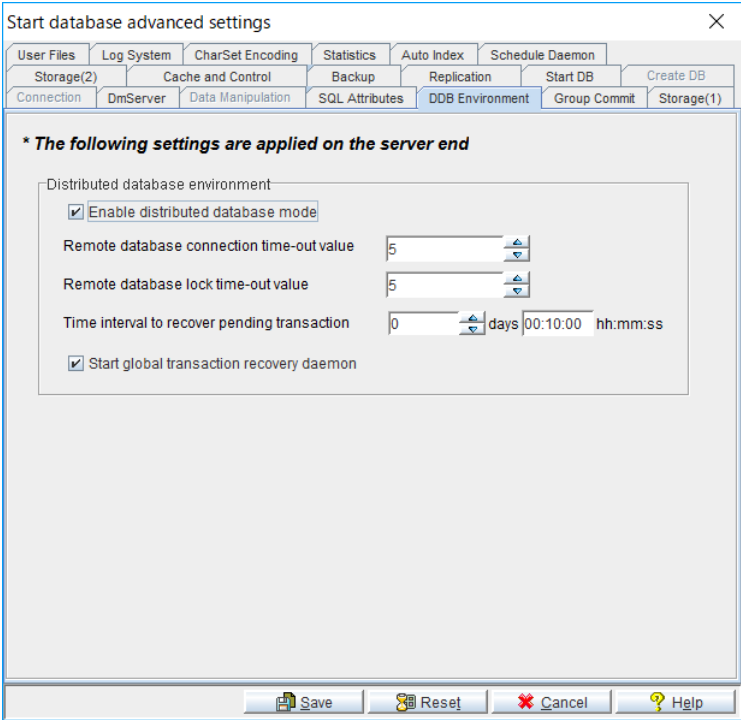 Start database advanced settings
User Files Log System CharSet Encoding Statistics Auto Index Schedule Daemon
Storage(2) Cache and Control Backup Replication Start DB Create DB
Connection DmServer Data Manipulation SQL Attributes DDB Environment Group Commit Storage(1)
* The following settings are applied on the server end
Distributed database environment
Enable distributed database mode
Remote database connection time-out value 5
Remote database lock time-out value 5
Time interval to recover pending transaction 0 days 00:10:00 hh:mm:ss
Start global transaction recovery daemon
Save Reset Cancel Help